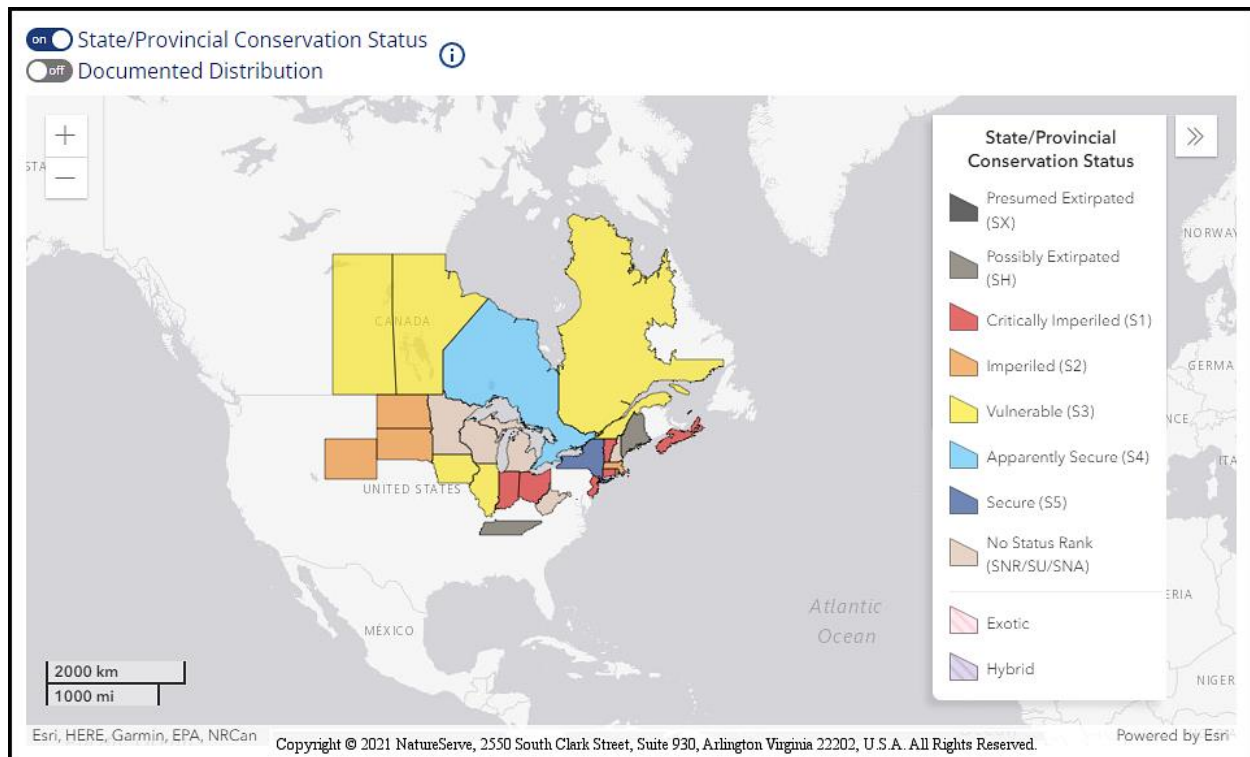 on State/Provincial Conservation Status
off Documented Distribution
i
+
−
STA
CANADA
UNITED STATES
MÉXICO
Atlantic
Ocean
State/Provincial
Conservation Status
Presumed Extirpated
(SX)
Possibly Extirpated
(SH)
Critically Imperiled (S1)
Imperiled (S2)
Vulnerable (S3)
Apparently Secure (S4)
Secure (S5)
No Status Rank
(SNR/SU/SNA)
Exotic
Hybrid
NORWAY
GERMA
NCE
ITA
ERIA
NIGER
2000 km
1000 mi
Esri, HERE, Garmin, EPA, NRCan
Copyright © 2021 NatureServe, 2550 South Clark Street, Suite 930, Arlington Virginia 22202, U.S.A. All Rights Reserved.
Powered by Esri